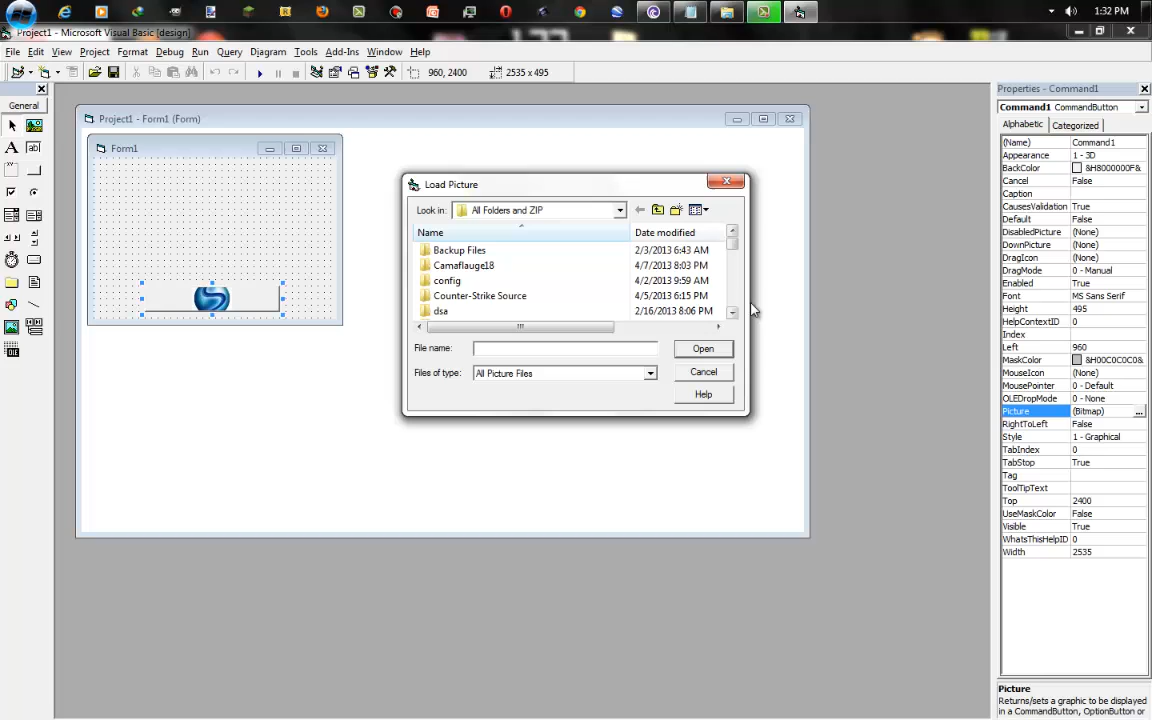 1:32 PM
Project1 - Microsoft Visual Basic [design]
File Edit View Project Format Debug Run Query Diagram Tools Add-Ins Window Help
960, 2400 2535 x 495
General
Project1 - Form1 (Form)
Form1
Load Picture
Look in: All Folders and ZIP
Name Date modified
Backup Files 2/3/2013 6:43 AM
Camaflauge18 4/7/2013 8:03 PM
config 4/2/2013 9:59 AM
Counter-Strike Source 4/5/2013 6:15 PM
dsa 2/16/2013 8:06 PM
File name: Open
Files of type: All Picture Files Cancel
Help
Properties - Command1
Command1 CommandButton
Alphabetic Categorized
(Name) Command1
Appearance 1 - 3D
BackColor &H8000000F&
Cancel False
Caption
CausesValidation True
Default False
DisabledPicture (None)
DownPicture (None)
DragIcon (None)
DragMode 0 - Manual
Enabled True
Font MS Sans Serif
Height 495
HelpContextID 0
Index
Left 960
MaskColor &H00C0C0C0&
MouseIcon (None)
MousePointer 0 - Default
OLEDropMode 0 - None
Picture (Bitmap) ...
RightToLeft False
Style 1 - Graphical
TabIndex 0
TabStop True
Tag
ToolTipText
Top 2400
UseMaskColor False
Visible True
WhatsThisHelpID 0
Width 2535
Picture
Returns/sets a graphic to be displayed
in a CommandButton, OptionButton or